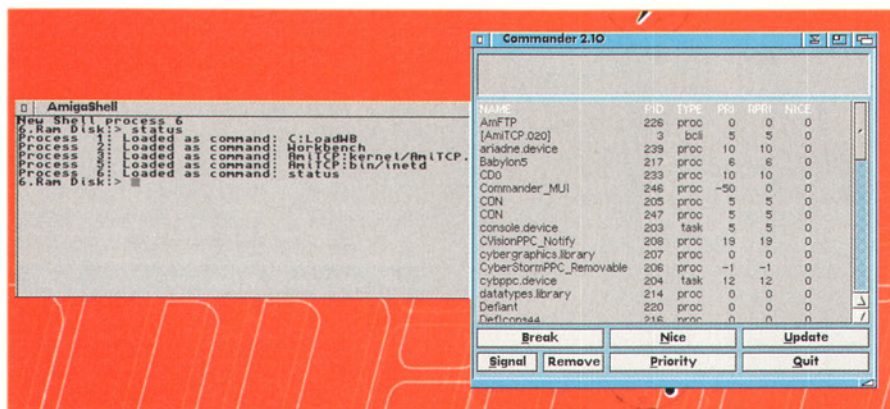 AmigaShell
New Shell process 6
6.Ram Disk:> status
Process 1: Loaded as command: C:LoadWB
Process 2: Loaded as command: Workbench
Process 3: Loaded as command: AmiTCP:kernel/AmiTCP.
Process 5: Loaded as command: AmiTCP:bin/inetd
Process 6: Loaded as command: status
6.Ram Disk:>
Commander 2.10
NAME PID TYPE PRI RPRI NICE
AmFTP 226 proc 0 0 0
[AmiTCP.020] 3 bcli 5 5 0
ariadne.device 239 proc 10 10 0
Babylon5 217 proc 6 6 0
CD0 233 proc 10 10 0
Commander_MUI 246 proc -50 0 0
CON 205 proc 5 5 0
CON 247 proc 5 5 0
console.device 203 task 5 5 0
CVisionPPC_Notify 208 proc 19 19 0
cybergraphics.library 207 proc 0 0 0
CyberStormPPC_Removable 206 proc -1 -1 0
cybppc.device 204 task 12 12 0
datatypes.library 214 proc 0 0 0
Defiant 220 proc 0 0 0
DefIcons44 216 proc 0 0 0
Break Nice Update
Signal Remove Priority Quit